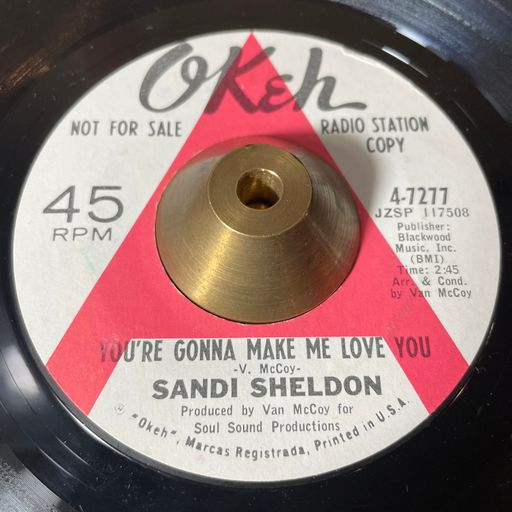 OKeh
NOT FOR SALE
RADIO STATION
COPY
45
RPM
4-7277
JZSP 117508
Publisher:
Blackwood
Music, Inc.
(BMI)
Time: 2:45
Arr. & Cond.
by Van McCoy
YOU'RE GONNA MAKE ME LOVE YOU
-V. McCoy-
SANDI SHELDON
Produced by Van McCoy for
Soul Sound Productions
® "Okeh", Marcas Registrada, Printed in U.S.A.